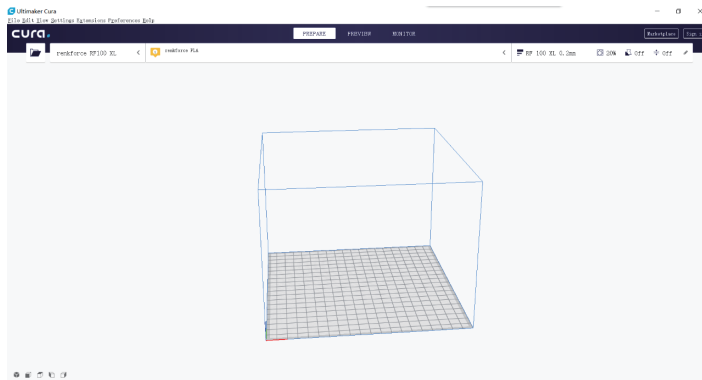 Ultimaker Cura
File Edit View Settings Extensions Preferences Help
cura.
PREPARE PREVIEW MONITOR
Marketplace Sign i
renkforce RF100 XL
renkforce PLA
RF 100 XL 0.2mm 20% Off Off